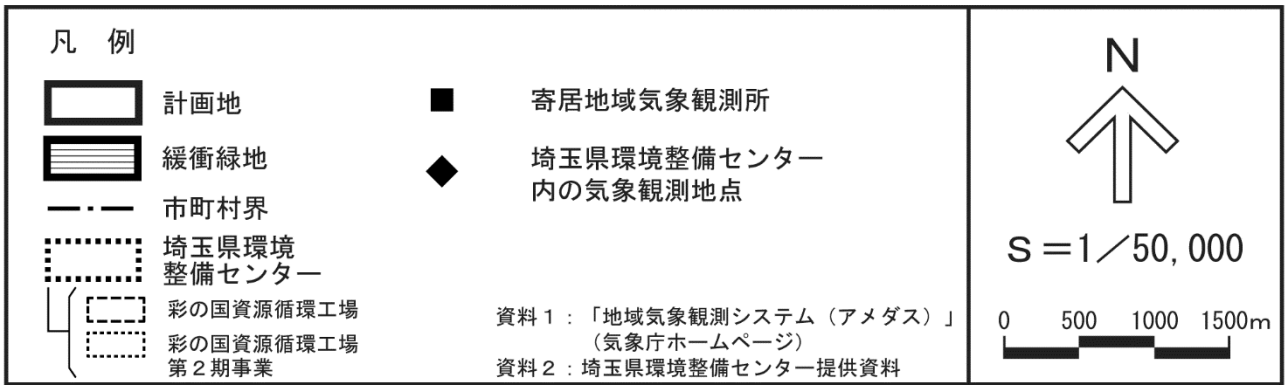 凡 例
計画地
緩衝緑地
市町村界
埼玉県環境
整備センター
彩の国資源循環工場
彩の国資源循環工場
第2期事業
寄居地域気象観測所
埼玉県環境整備センター
内の気象観測地点
資料1：「地域気象観測システム（アメダス）」
（気象庁ホームページ）
資料2：埼玉県環境整備センター提供資料
N
S＝1／50,000
0 500 1000 1500m